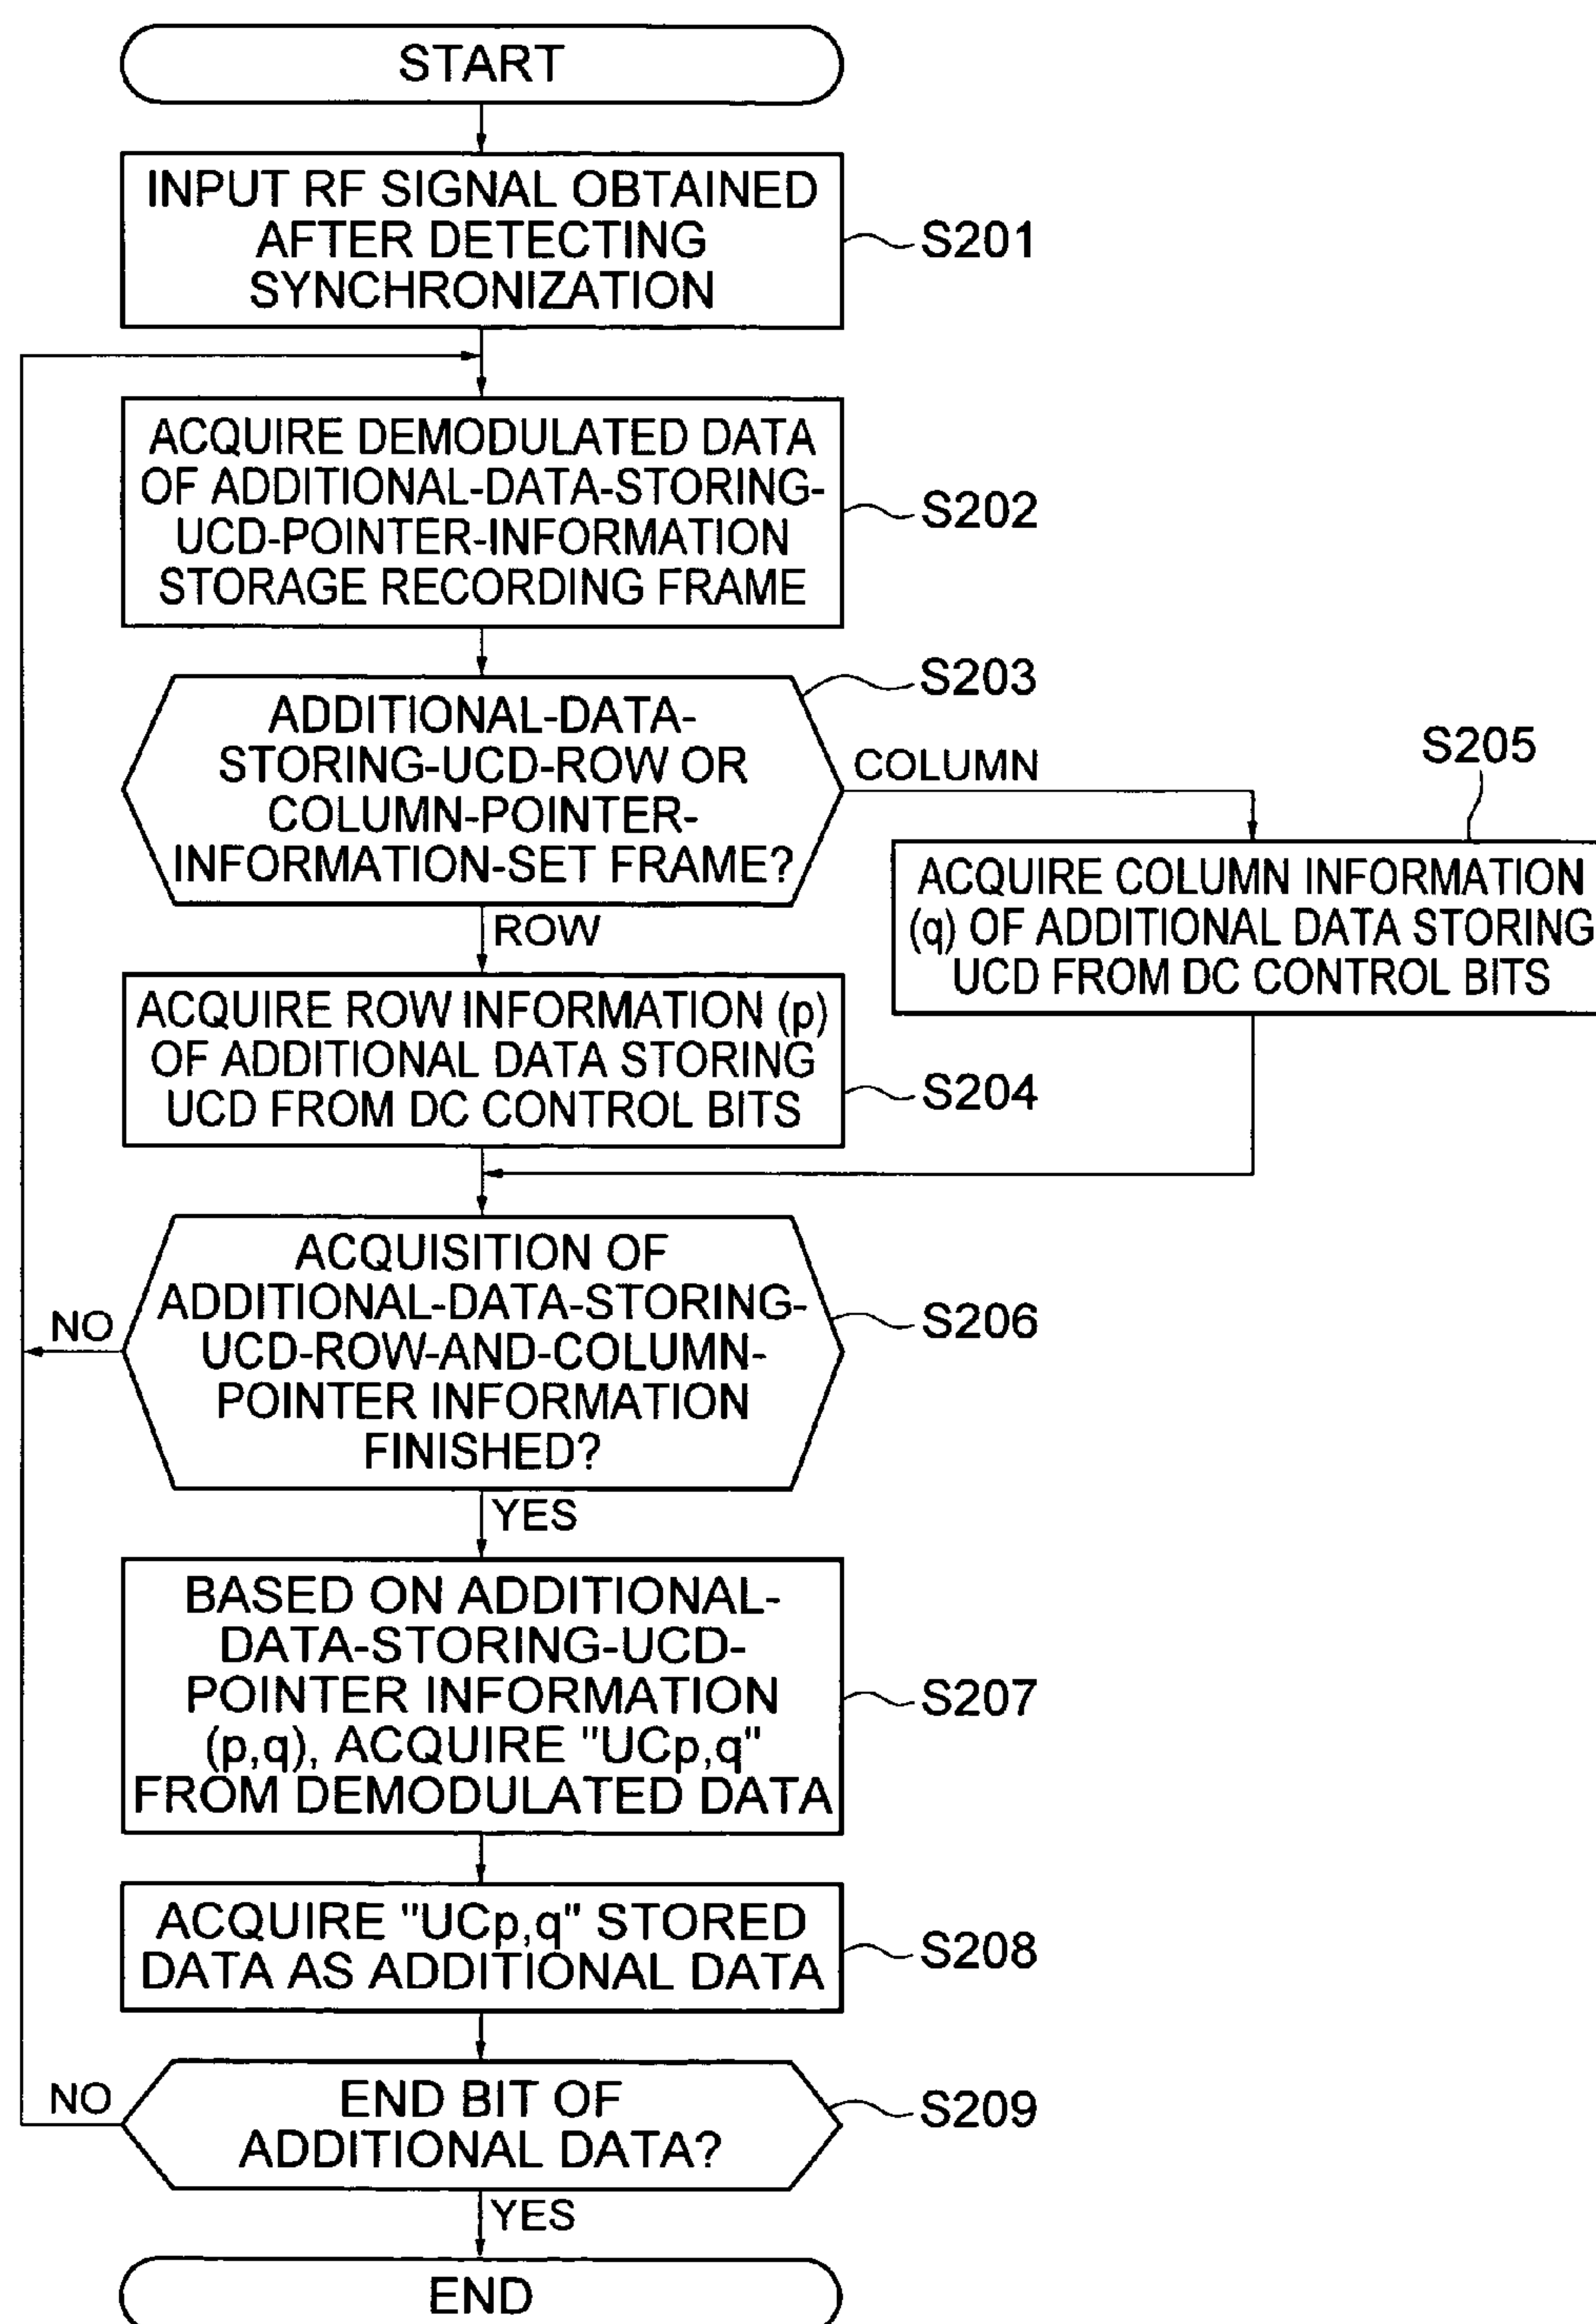 START
INPUT RF SIGNAL OBTAINED
AFTER DETECTING
SYNCHRONIZATION
S201
ACQUIRE DEMODULATED DATA
OF ADDITIONAL-DATA-STORING-
UCD-POINTER-INFORMATION
STORAGE RECORDING FRAME
S202
ADDITIONAL-DATA-
STORING-UCD-ROW OR
COLUMN-POINTER-
INFORMATION-SET FRAME?
S203
COLUMN
S205
ACQUIRE COLUMN INFORMATION
(q) OF ADDITIONAL DATA STORING
UCD FROM DC CONTROL BITS
ROW
ACQUIRE ROW INFORMATION (p)
OF ADDITIONAL DATA STORING
UCD FROM DC CONTROL BITS
S204
ACQUISITION OF
ADDITIONAL-DATA-STORING-
UCD-ROW-AND-COLUMN-
POINTER INFORMATION
FINISHED?
S206
NO
YES
BASED ON ADDITIONAL-
DATA-STORING-UCD-
POINTER INFORMATION
(p,q), ACQUIRE "UCp,q"
FROM DEMODULATED DATA
S207
ACQUIRE "UCp,q" STORED
DATA AS ADDITIONAL DATA
S208
END BIT OF
ADDITIONAL DATA?
S209
NO
YES
END